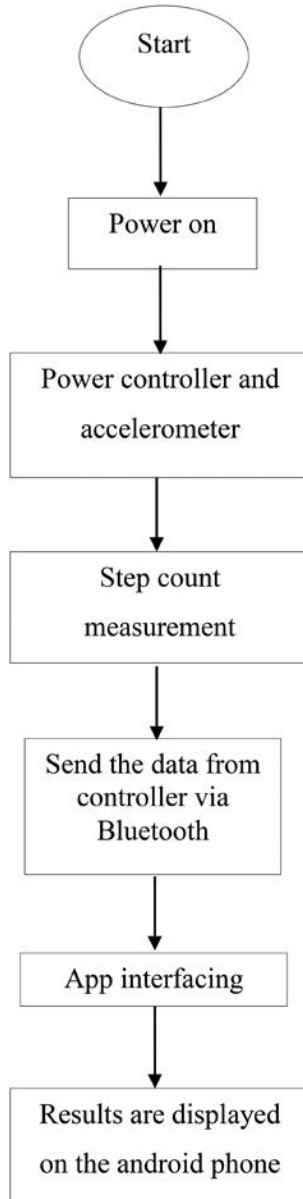 Start
Power on
Power controller and
accelerometer
Step count
measurement
Send the data from
controller via
Bluetooth
App interfacing
Results are displayed
on the android phone